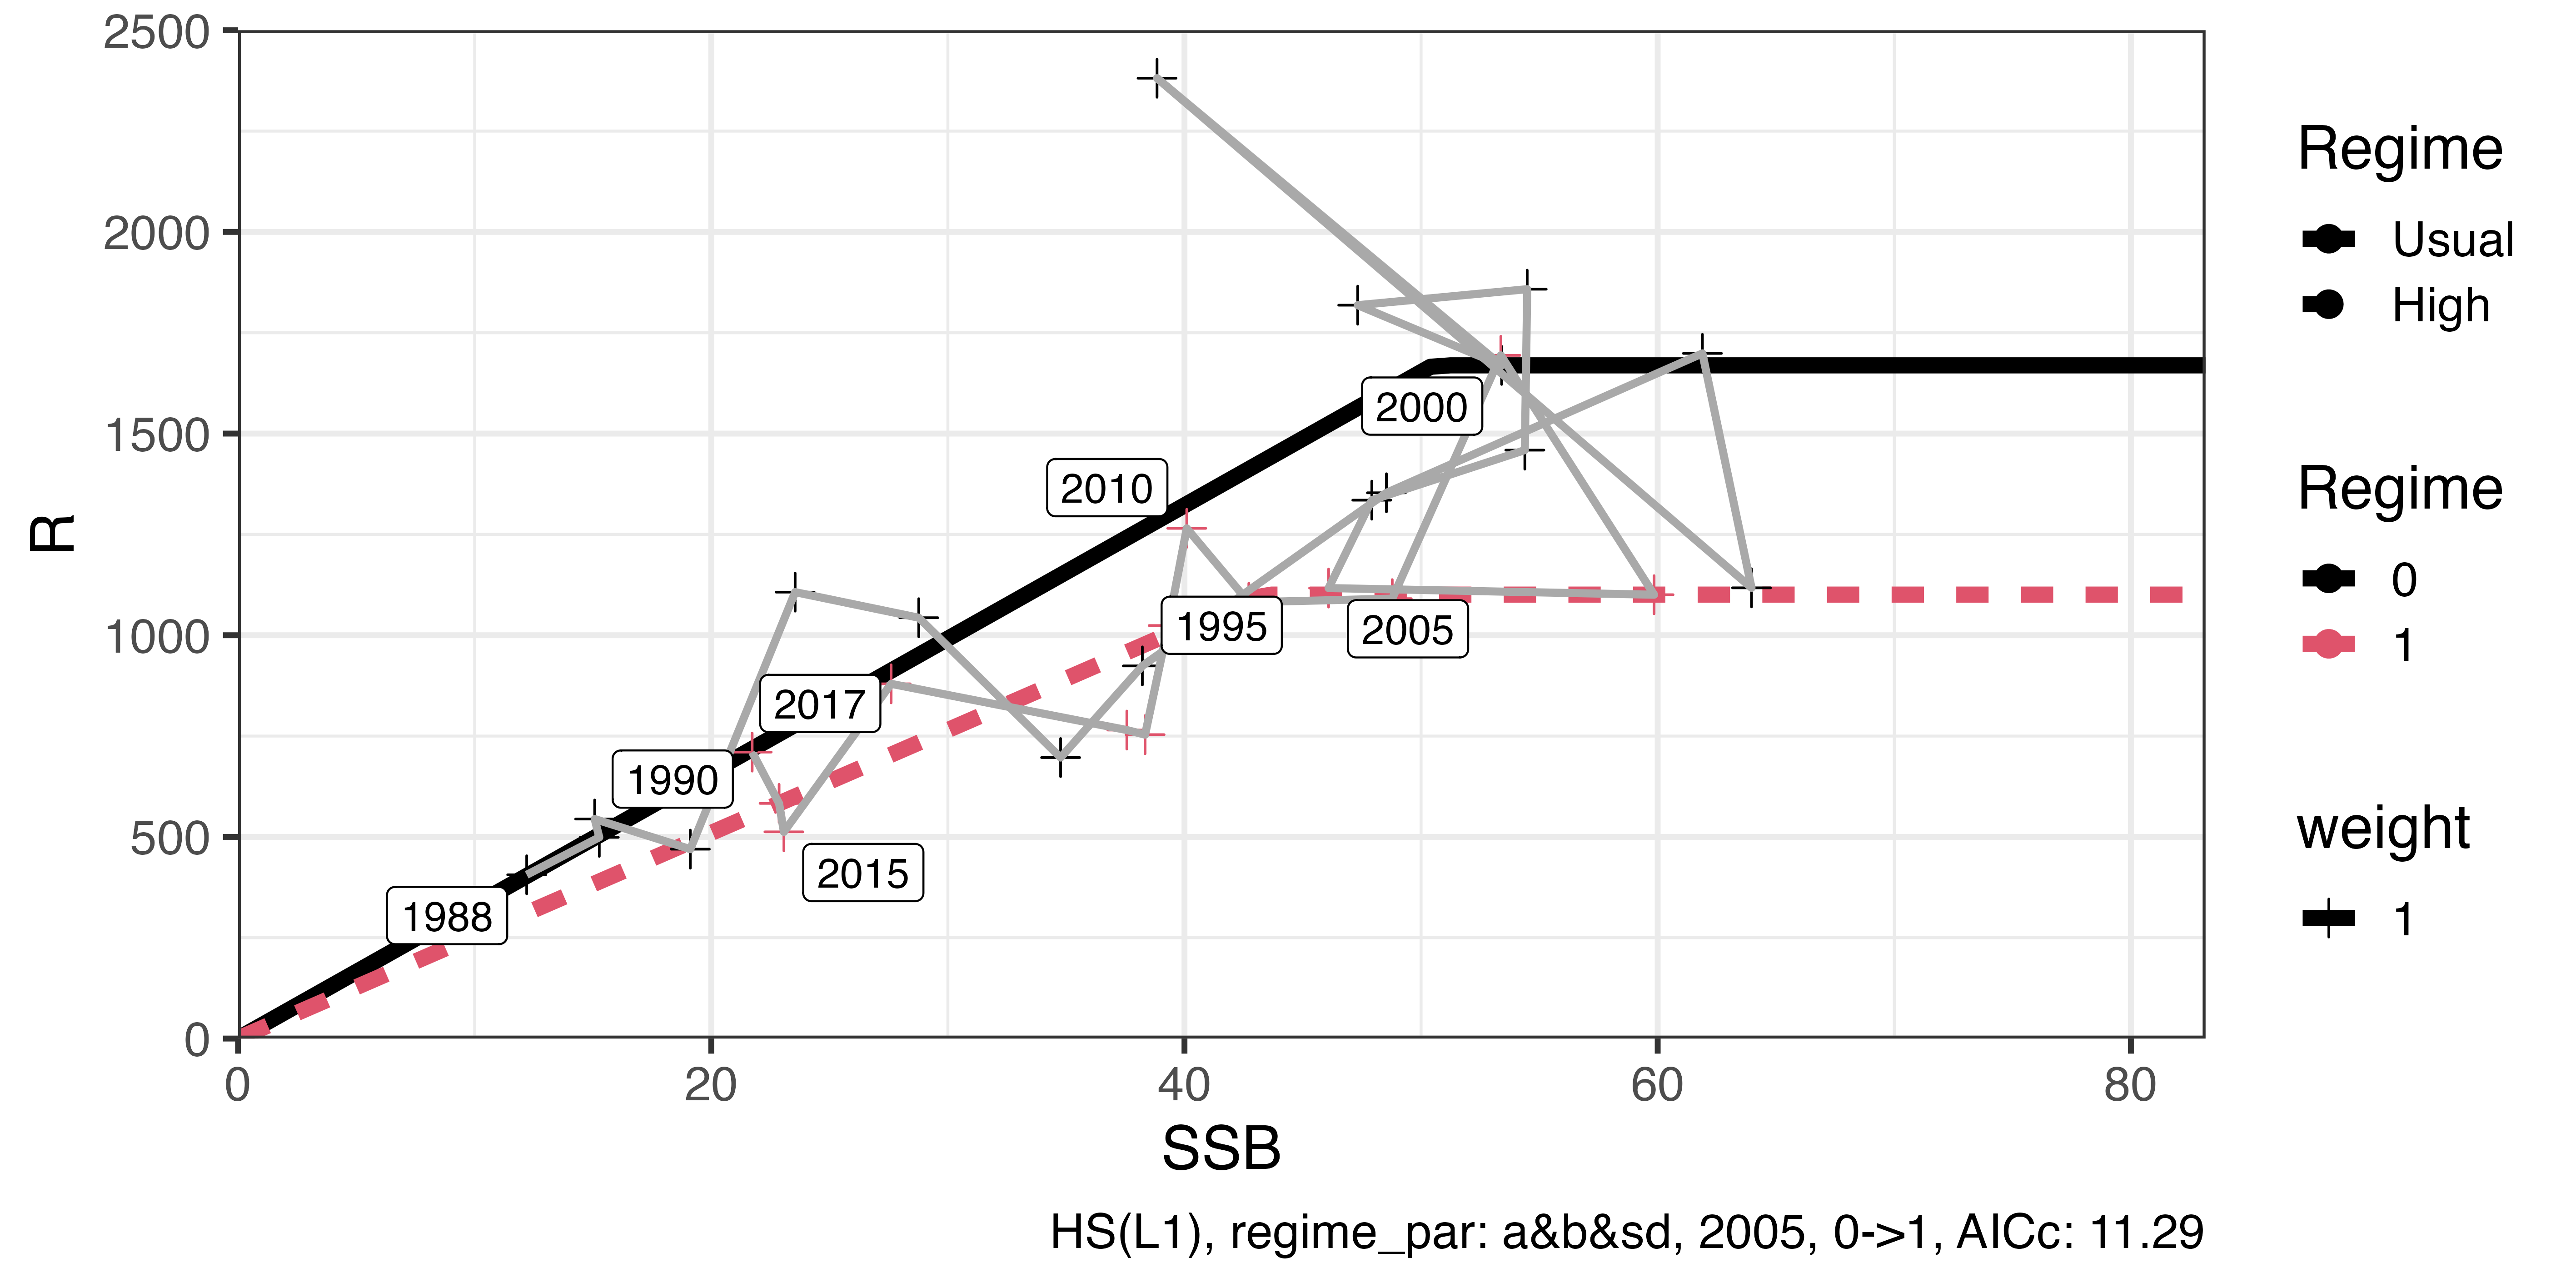 2500
2000
1500
1000
500
0
R
0 20 40 60 80
SSB
2000
2010
1995
2005
2017
1990
2015
1988
Regime
Usual
High
Regime
0
1
weight
1
HS(L1), regime_par: a&b&sd, 2005, 0->1, AICc: 11.29